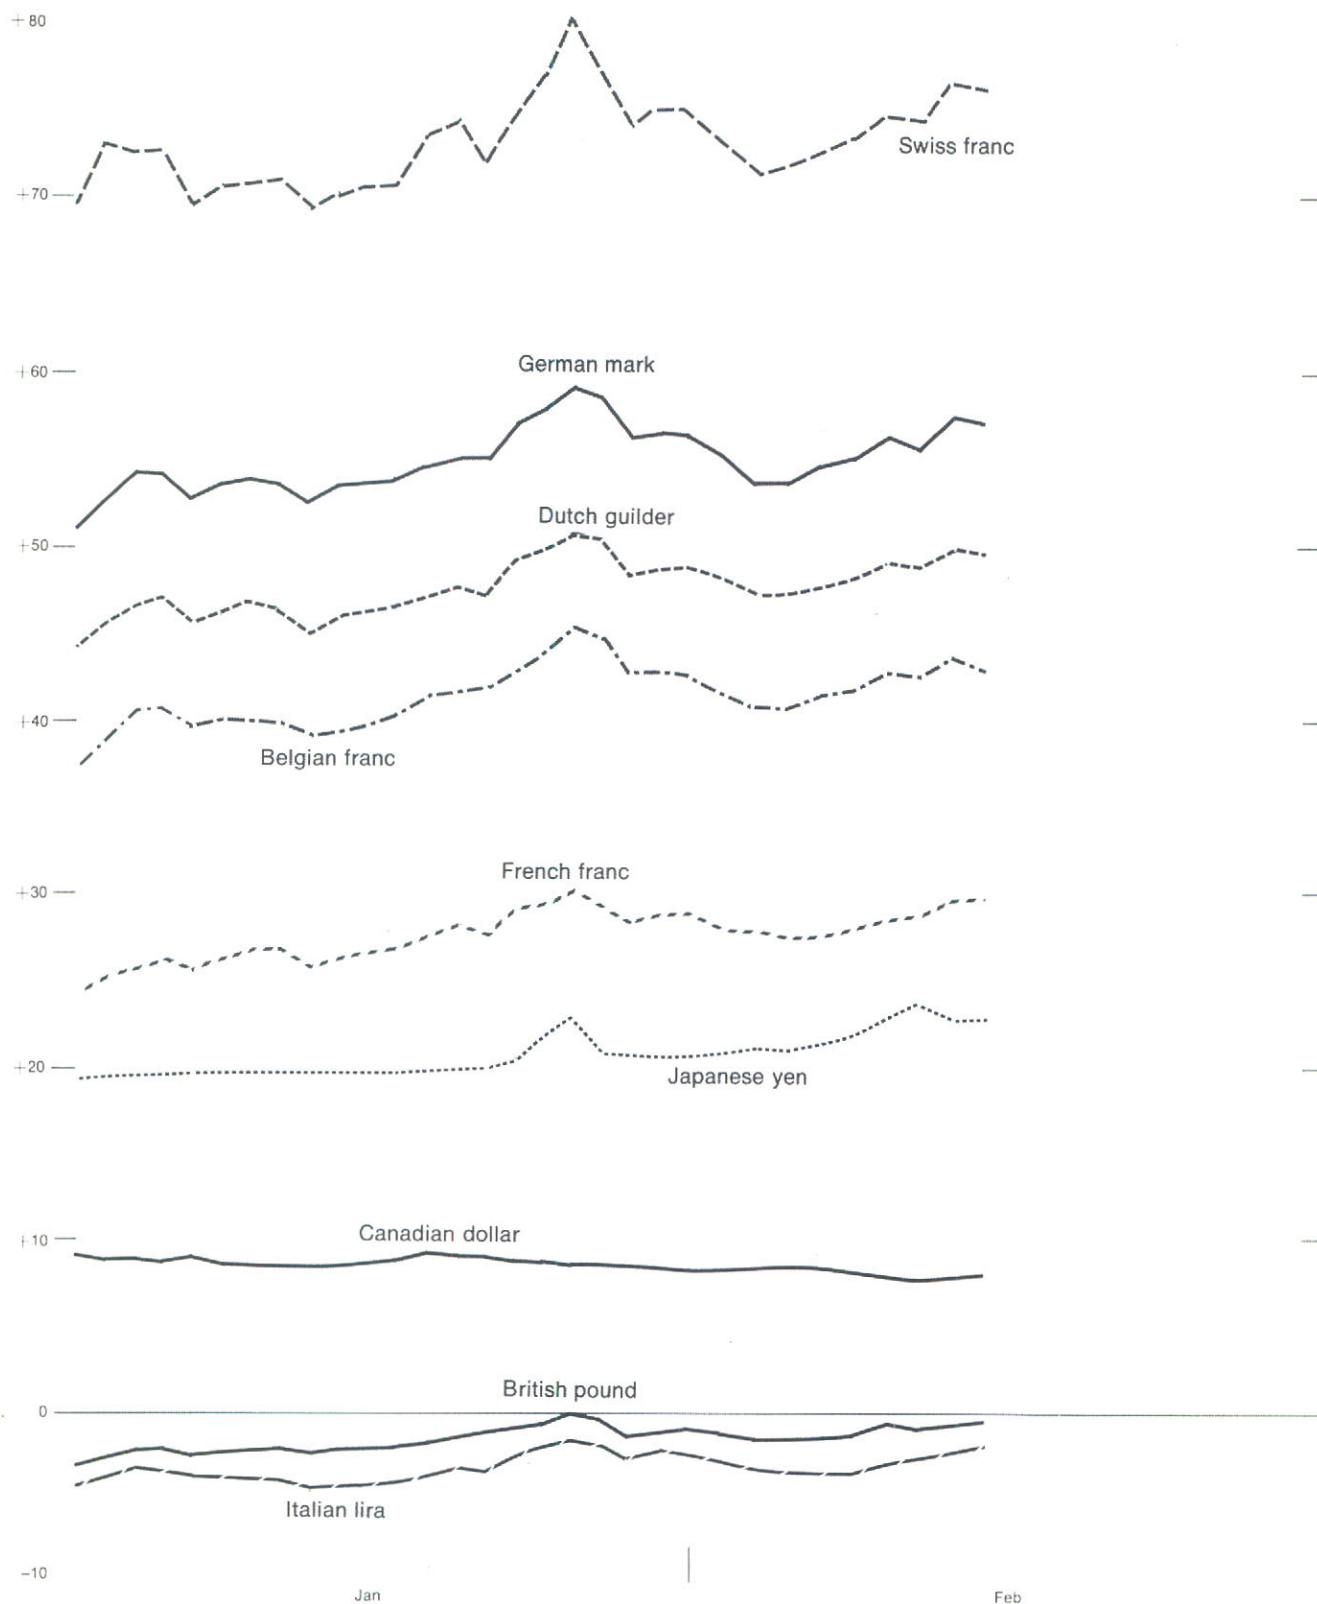 +80
Swiss franc
+70
German mark
+60
Dutch guilder
+50
+40
Belgian franc
French franc
+30
+20
Japanese yen
Canadian dollar
+10
British pound
0
Italian lira
-10
Jan Feb